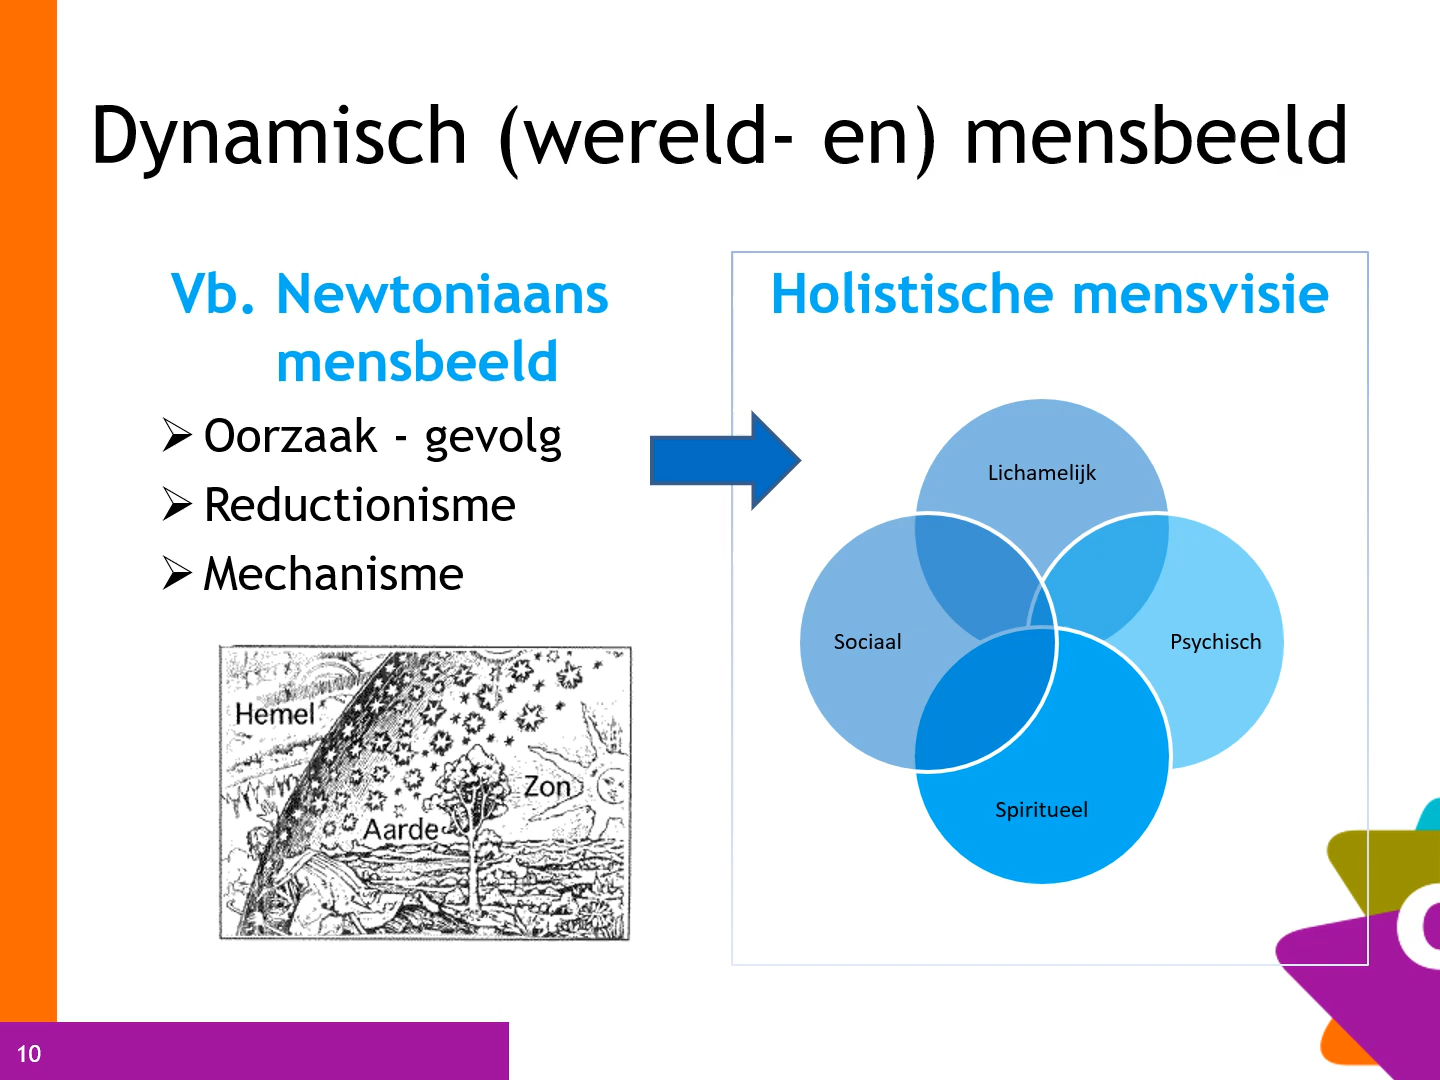 Dynamisch (wereld- en) mensbeeld
Vb. Newtoniaans
mensbeeld
Oorzaak - gevolg
Reductionisme
Mechanisme
Hemel
Zon
Aarde
Holistische mensvisie
Lichamelijk
Sociaal
Psychisch
Spiritueel
10